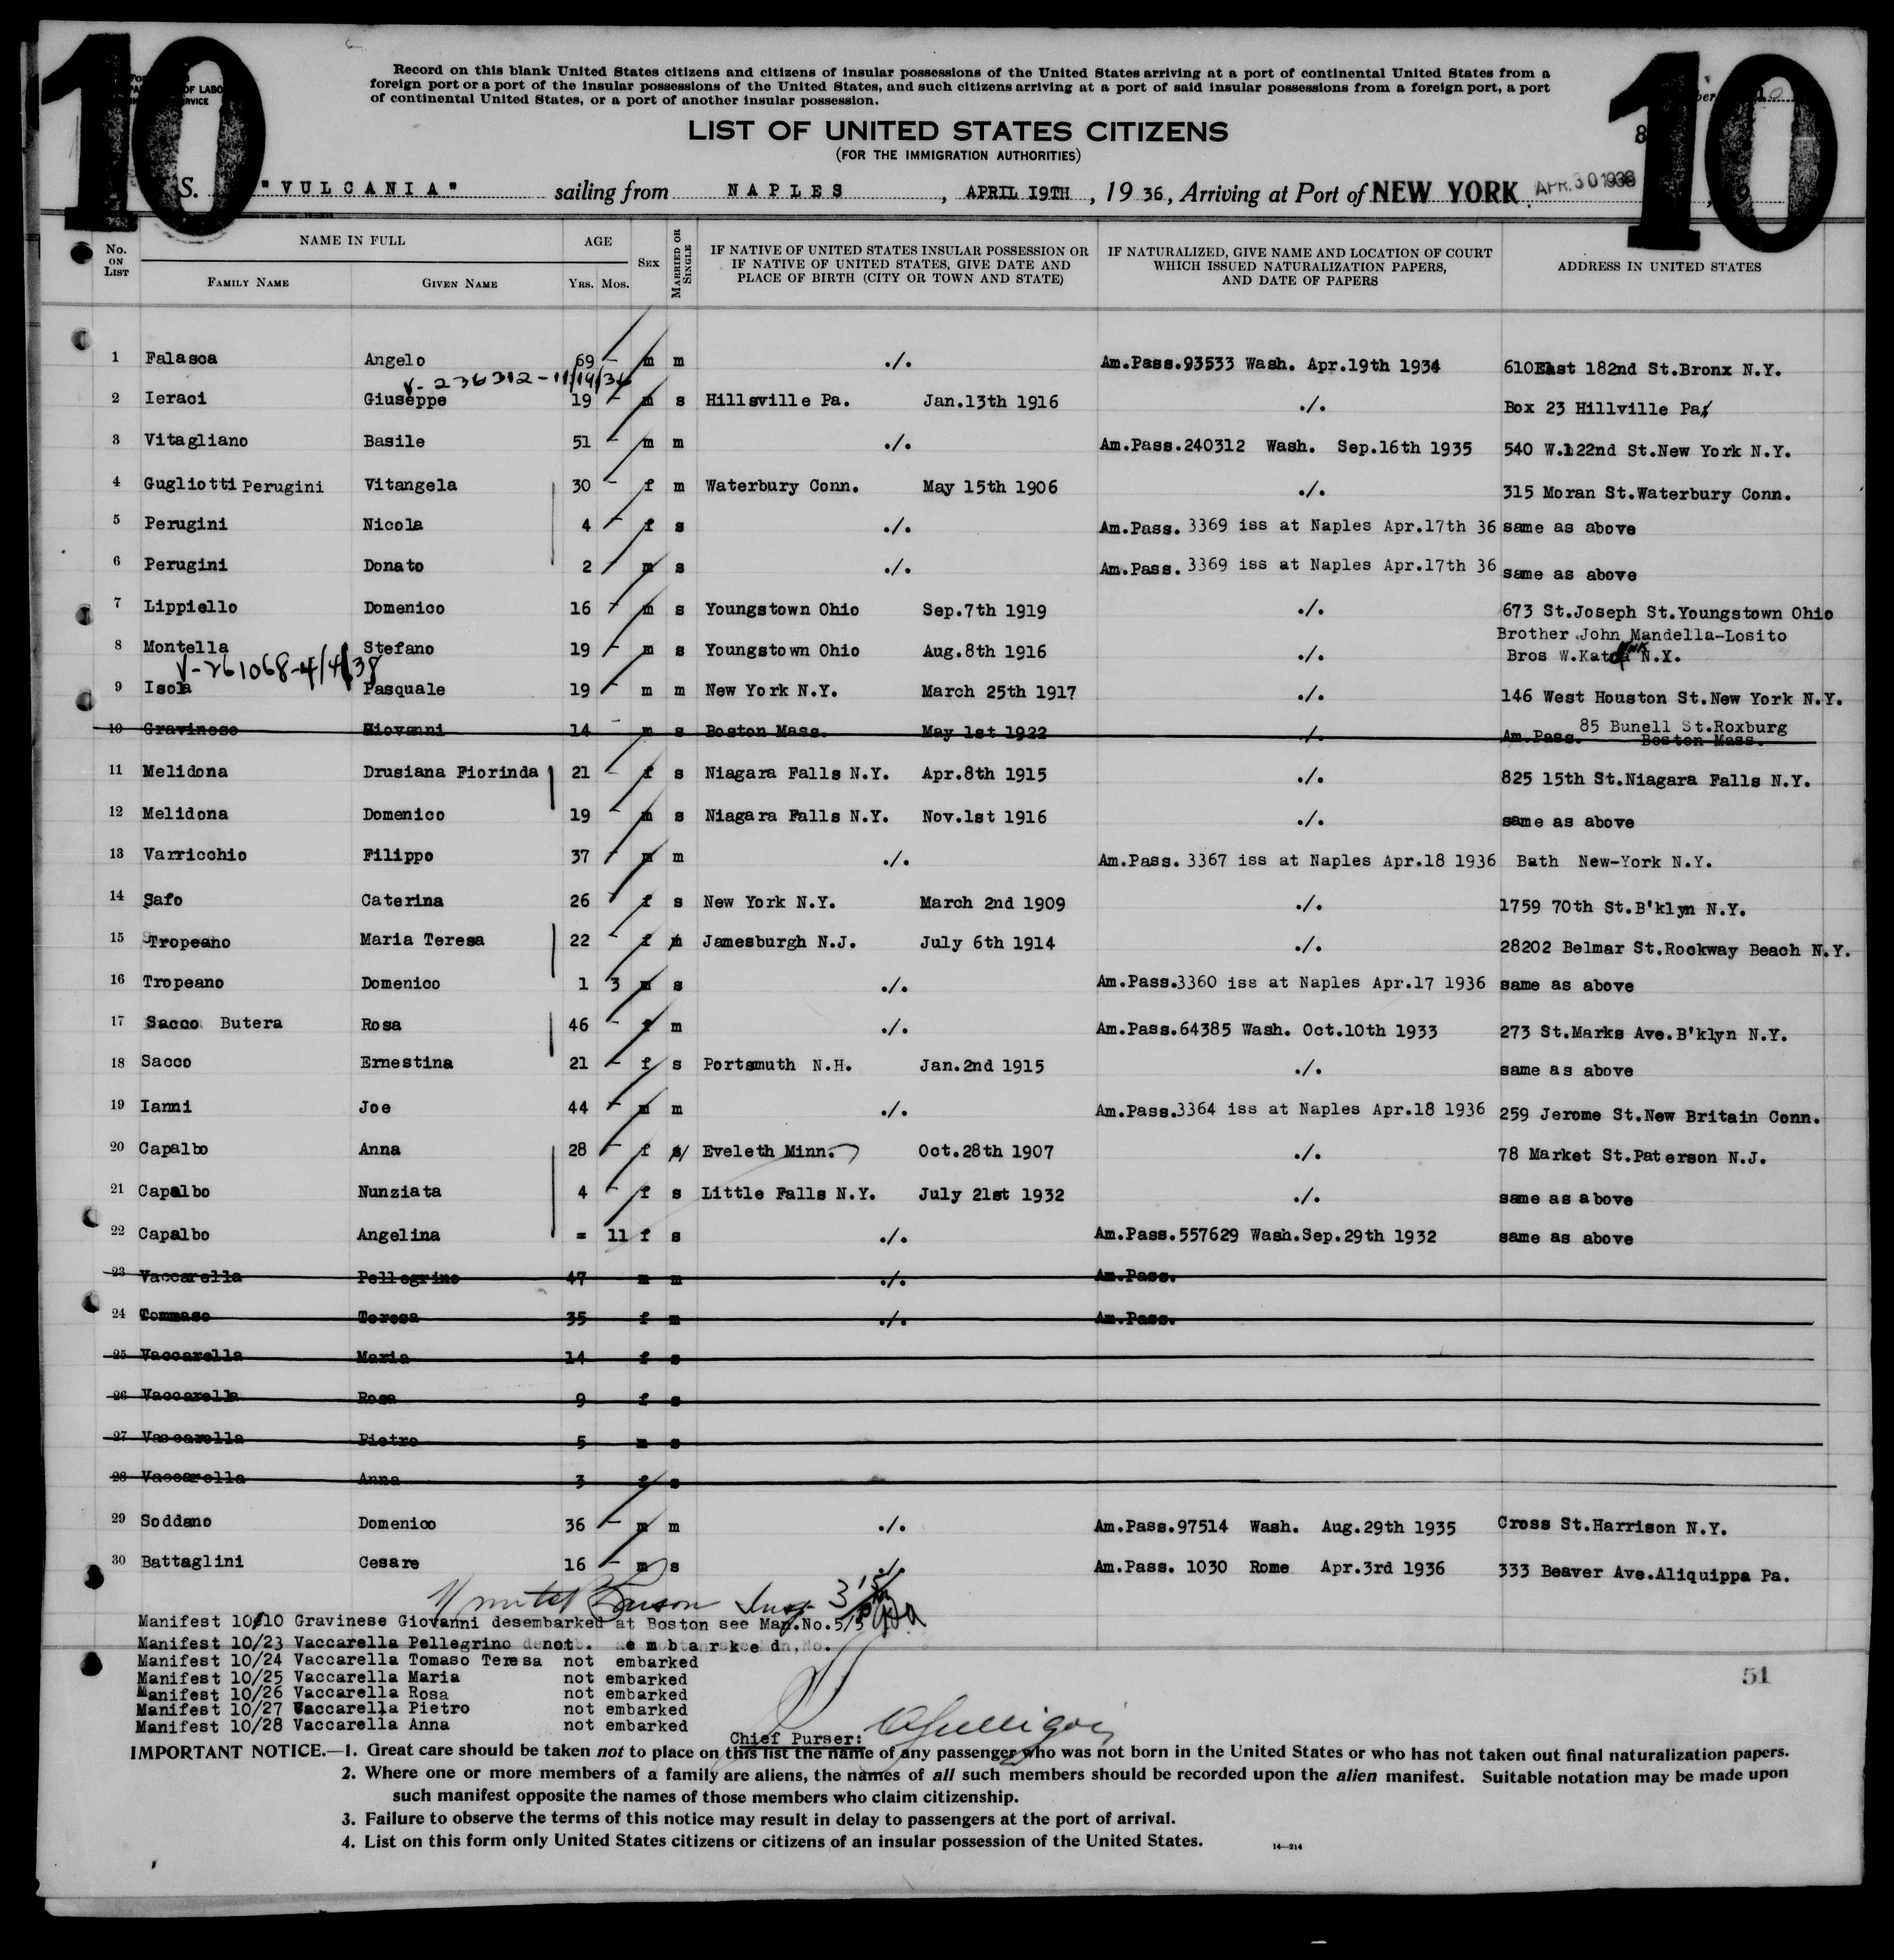 10
10
OF LABO
SERVICE
Record on this blank United States citizens and citizens of insular possessions of the United States arriving at a port of continental United States from a
foreign port or a port of the insular possessions of the United States, and such citizens arriving at a port of said insular possessions from a foreign port, a port
of continental United States, or a port of another insular possession.
LIST OF UNITED STATES CITIZENS
(FOR THE IMMIGRATION AUTHORITIES)
S. "VULCANIA" sailing from NAPLES, APRIL I9TH, 19 36, Arriving at Port of NEW YORK APR. 30 1936
No. ON LIST NAME IN FULL AGE SEX MARRIED OR SINGLE IF NATIVE OF UNITED STATES INSULAR POSSESSION OR IF NATIVE OF UNITED STATES, GIVE DATE AND PLACE OF BIRTH (CITY OR TOWN AND STATE) IF NATURALIZED, GIVE NAME AND LOCATION OF COURT WHICH ISSUED NATURALIZATION PAPERS, AND DATE OF PAPERS ADDRESS IN UNITED STATES
FAMILY NAME GIVEN NAME YRS. MOS.
1 Falasca Angelo 69 - m m ./. Am.Pass.93533 Wash. Apr.19th 1934 610East 182nd St.Bronx N.Y.
V- 236312-11/19/36
2 Ieraci Giuseppe 19 - m s Hillsville Pa. Jan.13th 1916 ./. Box 23 Hillville Pa
3 Vitagliano Basile 51 - m m ./. Am.Pass.240312 Wash. Sep.16th 1935 540 W.122nd St.New York N.Y.
4 Gugliotti Perugini Vitangela 30 - f m Waterbury Conn. May 15th 1906 ./. 315 Moran St.Waterbury Conn.
5 Perugini Nicola 4 - f s ./. Am.Pass. 3369 iss at Naples Apr.17th 36 same as above
6 Perugini Donato 2 - m s ./. Am.Pass. 3369 iss at Naples Apr.17th 36 same as above
7 Lippiello Domenico 16 - m s Youngstown Ohio Sep.7th 1919 ./. 673 St.Joseph St.Youngstown Ohio
Brother John Mandella-Losito
8 Montella Stefano 19 - m s Youngstown Ohio Aug.8th 1916 ./. Bros W. N.Y.
V-261068-4/4/38
9 Isola Pasquale 19 - m m New York N.Y. March 25th 1917 ./. 146 West Houston St.New York N.Y.
85 Bunell St.Roxburg
10 Gravinese Giovanni 14 - m s Boston Mass. May 1st 1922 ./. Am.Pass. Boston Mass.
11 Melidona Drusiana Fiorinda 21 - f s Niagara Falls N.Y. Apr.8th 1915 ./. 825 15th St.Niagara Falls N.Y.
12 Melidona Domenico 19 - m s Niagara Falls N.Y. Nov.1st 1916 ./. same as above
13 Varricchio Filippo 37 - m m ./. Am.Pass. 3367 iss at Naples Apr.18 1936 Bath New-York N.Y.
14 Safo Caterina 26 - f s New York N.Y. March 2nd 1909 ./. 1759 70th St.B'klyn N.Y.
15 Tropeano Maria Teresa 22 - f m Jamesburgh N.J. July 6th 1914 ./. 28202 Belmar St.Rockway Beach N.Y.
16 Tropeano Domenico 1 3 m s ./. Am.Pass.3360 iss at Naples Apr.17 1936 same as above
17 Sacco Butera Rosa 46 - f m ./. Am.Pass.64385 Wash. Oct.10th 1933 273 St.Marks Ave.B'klyn N.Y.
18 Sacco Ernestina 21 - f s Portsmuth N.H. Jan.2nd 1915 ./. same as above
19 Ianni Joe 44 - m m ./. Am.Pass.3364 iss at Naples Apr.18 1936 259 Jerome St.New Britain Conn.
20 Capalbo Anna 28 - f s Eveleth Minn. Oct.28th 1907 ./. 78 Market St.Paterson N.J.
21 Capalbo Nunziata 4 - f s Little Falls N.Y. July 21st 1932 ./. same as above
22 Capalbo Angelina = 11 f s ./. Am.Pass.557629 Wash.Sep.29th 1932 same as above
23 Vaccarella Pellegrino 47 m m ./. Am.Pass.
24 Tommaso Teresa 35 f m ./. Am.Pass.
25 Vaccarella Maria 14 f s
26 Vaccarella Rosa 9 f s
27 Vaccarella Pietro 5 m s
28 Vaccarella Anna 3 f s
29 Soddano Domenico 36 - m m ./. Am.Pass.97514 Wash. Aug.29th 1935 Cross St.Harrison N.Y.
30 Battaglini Cesare 16 - m s ./. Am.Pass. 1030 Rome Apr.3rd 1936 333 Beaver Ave.Aliquippa Pa.
Manifest 10/10 Gravinese Giovanni desembarked at Boston see Man.No.5/5
Manifest 10/23 Vaccarella Pellegrino not embarked
Manifest 10/24 Vaccarella Tomaso Teresa not embarked
Manifest 10/25 Vaccarella Maria not embarked
Manifest 10/26 Vaccarella Rosa not embarked
Manifest 10/27 Vaccarella Pietro not embarked
Manifest 10/28 Vaccarella Anna not embarked
51
Chief Purser:
IMPORTANT NOTICE.—1. Great care should be taken not to place on this list the name of any passenger who was not born in the United States or who has not taken out final naturalization papers.
2. Where one or more members of a family are aliens, the names of all such members should be recorded upon the alien manifest. Suitable notation may be made upon
such manifest opposite the names of those members who claim citizenship.
3. Failure to observe the terms of this notice may result in delay to passengers at the port of arrival.
4. List on this form only United States citizens or citizens of an insular possession of the United States.
14—214